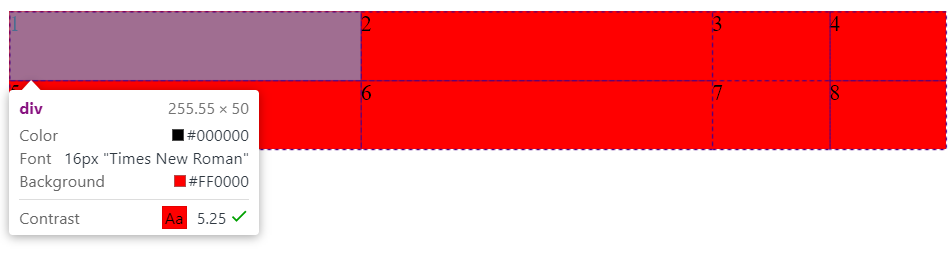 1 2 3 4
6 7 8
div 255.55 × 50
Color #000000
Font 16px "Times New Roman"
Background #FF0000
Contrast Aa 5.25